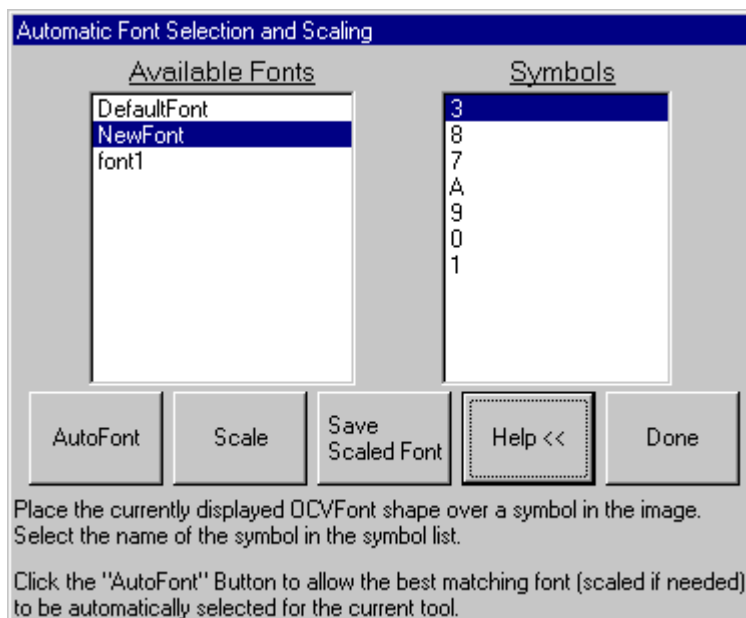 Automatic Font Selection and Scaling
Available Fonts
DefaultFont
NewFont
font1
Symbols
3
8
7
A
9
0
1
AutoFont
Scale
Save
Scaled Font
Help <<
Done
Place the currently displayed OCVFont shape over a symbol in the image.
Select the name of the symbol in the symbol list.
Click the "AutoFont" Button to allow the best matching font (scaled if needed)
to be automatically selected for the current tool.